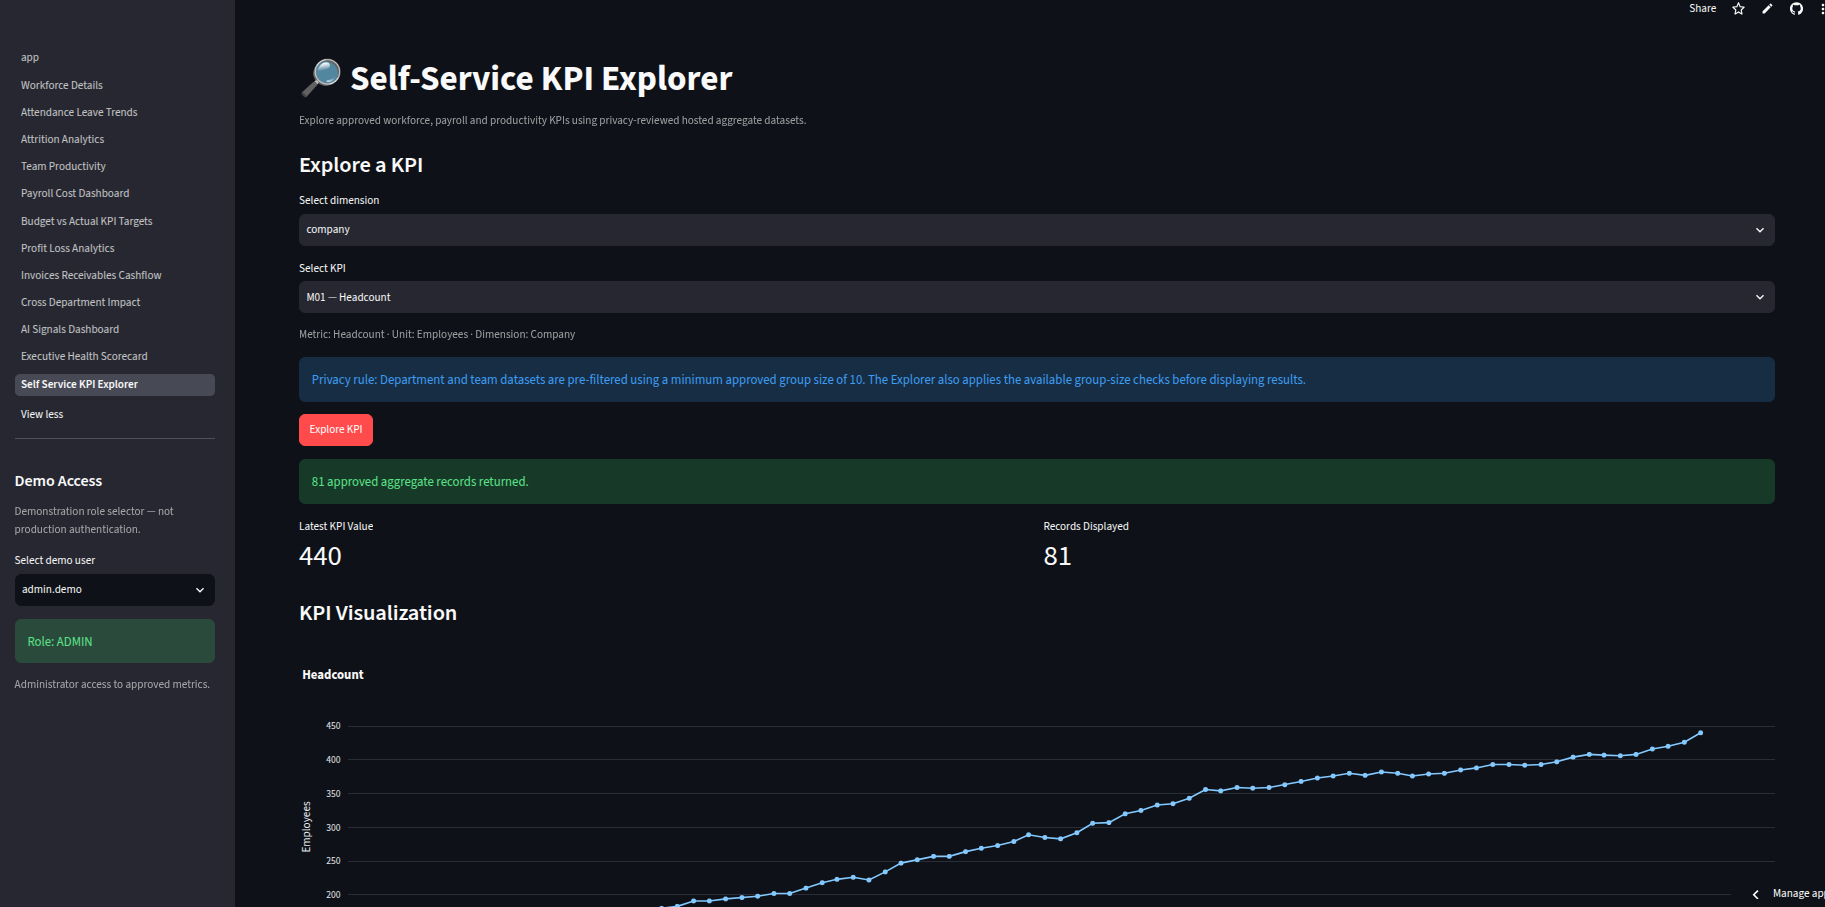 Share
app
Workforce Details
Attendance Leave Trends
Attrition Analytics
Team Productivity
Payroll Cost Dashboard
Budget vs Actual KPI Targets
Profit Loss Analytics
Invoices Receivables Cashflow
Cross Department Impact
AI Signals Dashboard
Executive Health Scorecard
Self Service KPI Explorer
View less
Demo Access
Demonstration role selector — not
production authentication.
Select demo user
admin.demo
Role: ADMIN
Administrator access to approved metrics.
Self-Service KPI Explorer
Explore approved workforce, payroll and productivity KPIs using privacy-reviewed hosted aggregate datasets.
Explore a KPI
Select dimension
company
Select KPI
M01 — Headcount
Metric: Headcount · Unit: Employees · Dimension: Company
Privacy rule: Department and team datasets are pre-filtered using a minimum approved group size of 10. The Explorer also applies the available group-size checks before displaying results.
Explore KPI
81 approved aggregate records returned.
Latest KPI Value
440
Records Displayed
81
KPI Visualization
Headcount
450
400
350
300
250
200
Employees
Manage app